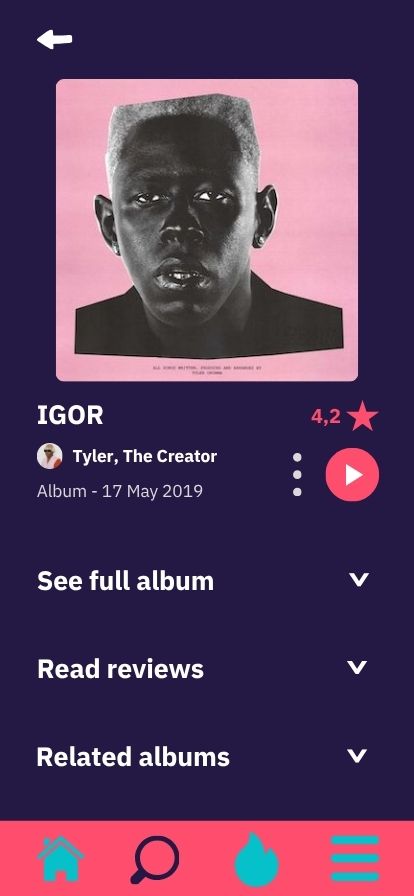 ALL SONGS WRITTEN, PRODUCED AND ARRANGED BY
TYLER OKONMA
IGOR
4,2
Tyler, The Creator
Album - 17 May 2019
See full album
Read reviews
Related albums